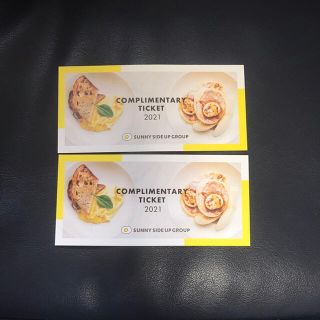 COMPLIMENTARY
TICKET
2021
SUNNY SIDE UP GROUP
COMPLIMENTARY
TICKET
2021
SUNNY SIDE UP GROUP